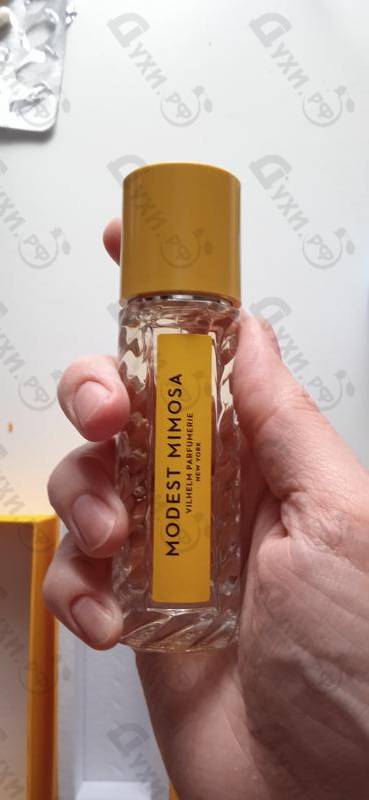 MODEST MIMOSA
VILHELM PARFUMERIE
NEW YORK
Духи.рф